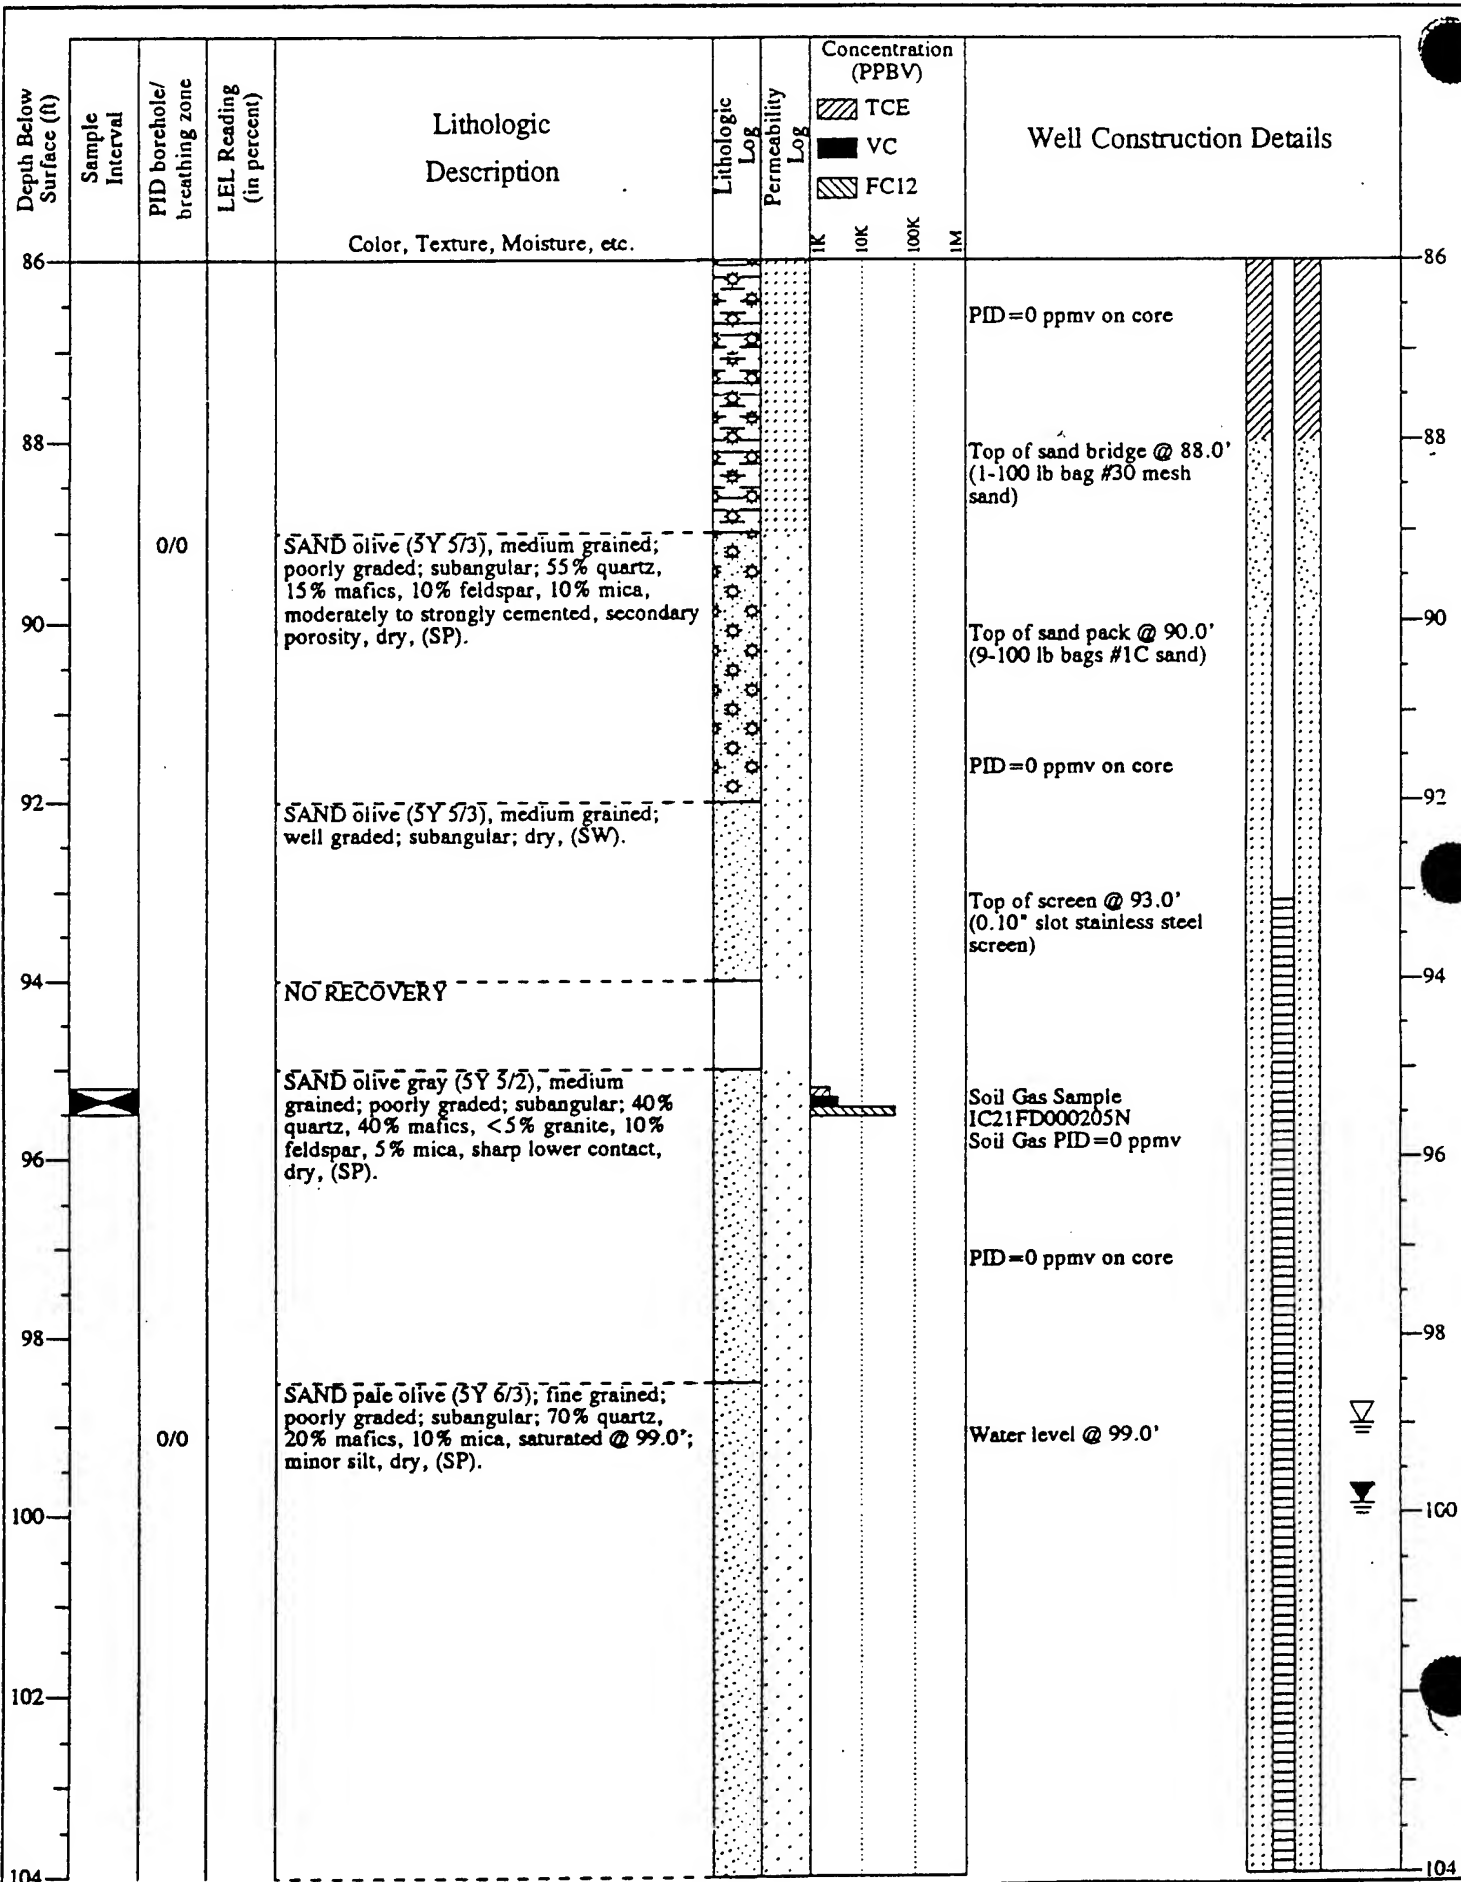 Depth Below
Surface (ft)
Sample
Interval
PID borehole/
breathing zone
LEL Reading
(in percent)
Lithologic
Description
Color, Texture, Moisture, etc.
Lithologic
Log
Permeability
Log
Concentration
(PPBV)
TCE
VC
FC12
1K
10K
100K
1M
Well Construction Details
86
86
PID=0 ppmv on core
88
88
Top of sand bridge @ 88.0'
(1-100 lb bag #30 mesh
sand)
0/0
SAND olive (5Y 5/3), medium grained;
poorly graded; subangular; 55% quartz,
15% mafics, 10% feldspar, 10% mica,
moderately to strongly cemented, secondary
porosity, dry, (SP).
90
90
Top of sand pack @ 90.0'
(9-100 lb bags #1C sand)
PID=0 ppmv on core
92
92
SAND olive (5Y 5/3), medium grained;
well graded; subangular; dry, (SW).
Top of screen @ 93.0'
(0.10" slot stainless steel
screen)
94
94
NO RECOVERY
SAND olive gray (5Y 5/2), medium
grained; poorly graded; subangular; 40%
quartz, 40% mafics, <5% granite, 10%
feldspar, 5% mica, sharp lower contact,
dry, (SP).
Soil Gas Sample
IC21FD000205N
Soil Gas PID=0 ppmv
96
96
PID=0 ppmv on core
98
98
SAND pale olive (5Y 6/3); fine grained;
poorly graded; subangular; 70% quartz,
20% mafics, 10% mica, saturated @ 99.0';
minor silt, dry, (SP).
0/0
Water level @ 99.0'
100
100
102
104
104